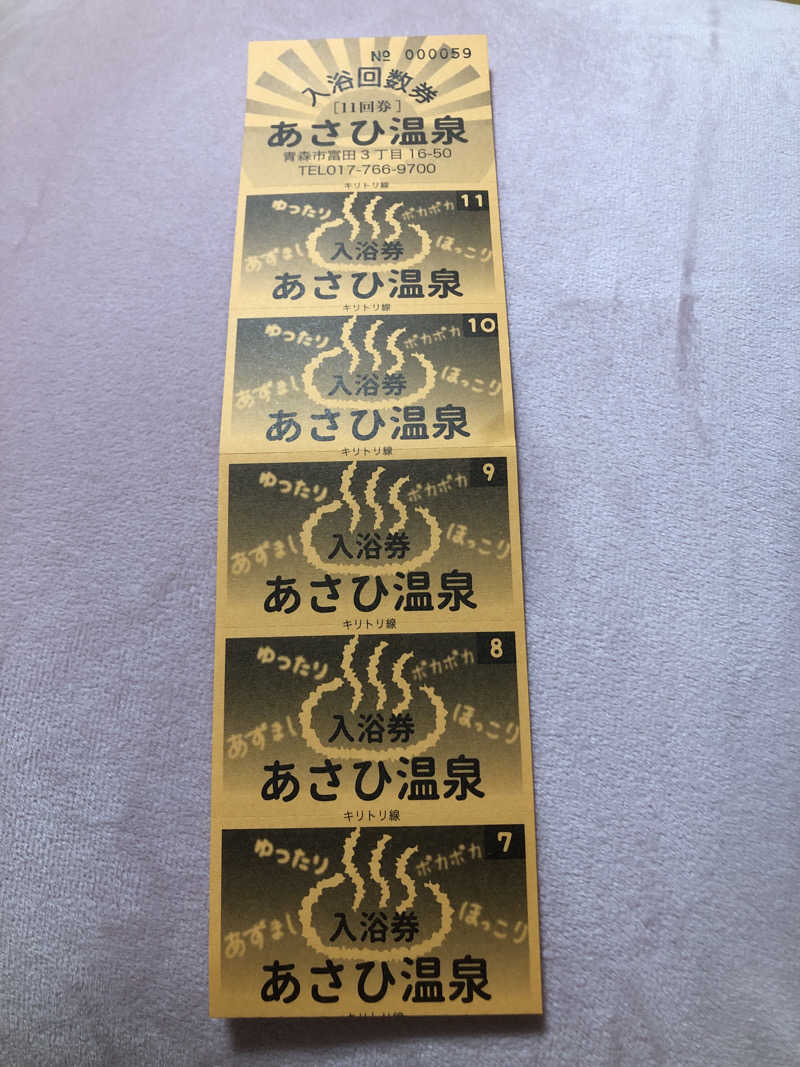 № 000059
入浴回数券
[11回券]
あさひ温泉
青森市富田3丁目16-50
TEL017-766-9700
キリトリ線
11
ゆったり ポカポカ
あずまし ほっこり
入浴券
あさひ温泉
キリトリ線
10
ゆったり ポカポカ
あずまし ほっこり
入浴券
あさひ温泉
キリトリ線
9
ゆったり ポカポカ
あずまし ほっこり
入浴券
あさひ温泉
キリトリ線
8
ゆったり ポカポカ
あずまし ほっこり
入浴券
あさひ温泉
キリトリ線
7
ゆったり ポカポカ
あずまし ほっこり
入浴券
あさひ温泉
キリトリ線